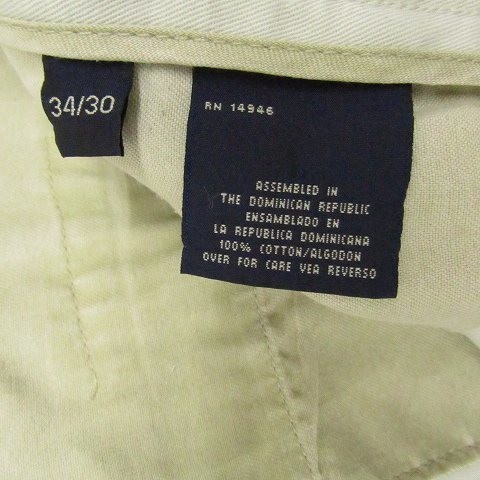 34/30
RN 14946
ASSEMBLED IN
THE DOMINICAN REPUBLIC
ENSAMBLADO EN
LA REPUBLICA DOMINICANA
100% COTTON/ALGODON
OVER FOR CARE VEA REVERSO